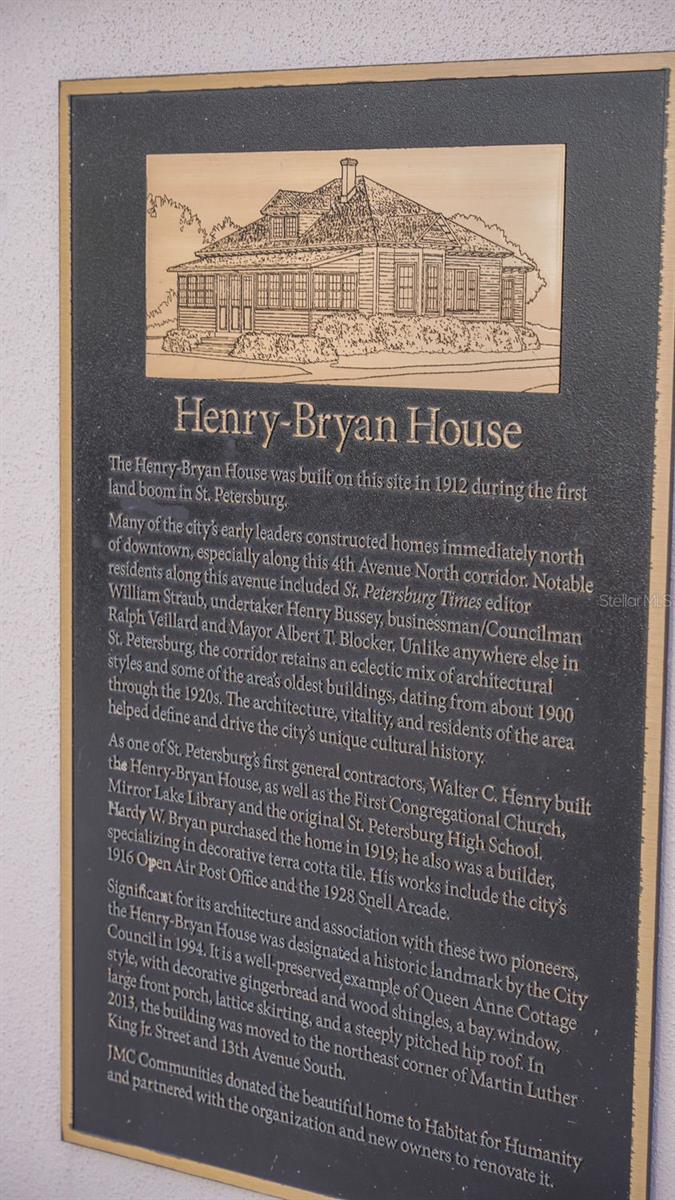 Henry-Bryan House
The Henry-Bryan House was built on this site in 1912 during the first
land boom in St. Petersburg.
Many of the city's early leaders constructed homes immediately north
of downtown, especially along this 4th Avenue North corridor. Notable
residents along this avenue included St. Petersburg Times editor
William Straub, undertaker Henry Bussey, businessman/Councilman
Ralph Veillard and Mayor Albert T. Blocker. Unlike anywhere else in
St. Petersburg, the corridor retains an eclectic mix of architectural
styles and some of the area's oldest buildings, dating from about 1900
through the 1920s. The architecture, vitality, and residents of the area
helped define and drive the city's unique cultural history.
As one of St. Petersburg's first general contractors, Walter C. Henry built
the Henry-Bryan House, as well as the First Congregational Church,
Mirror Lake Library and the original St. Petersburg High School.
Hardy W. Bryan purchased the home in 1919; he also was a builder,
specializing in decorative terra cotta tile. His works include the city's
1916 Open Air Post Office and the 1928 Snell Arcade.
Significant for its architecture and association with these two pioneers,
the Henry-Bryan House was designated a historic landmark by the City
Council in 1994. It is a well-preserved example of Queen Anne Cottage
style, with decorative gingerbread and wood shingles, a bay window,
large front porch, lattice skirting, and a steeply pitched hip roof. In
2013, the building was moved to the northeast corner of Martin Luther
King Jr. Street and 13th Avenue South.
JMC Communities donated the beautiful home to Habitat for Humanity
and partnered with the organization and new owners to renovate it.
Stellar MLS